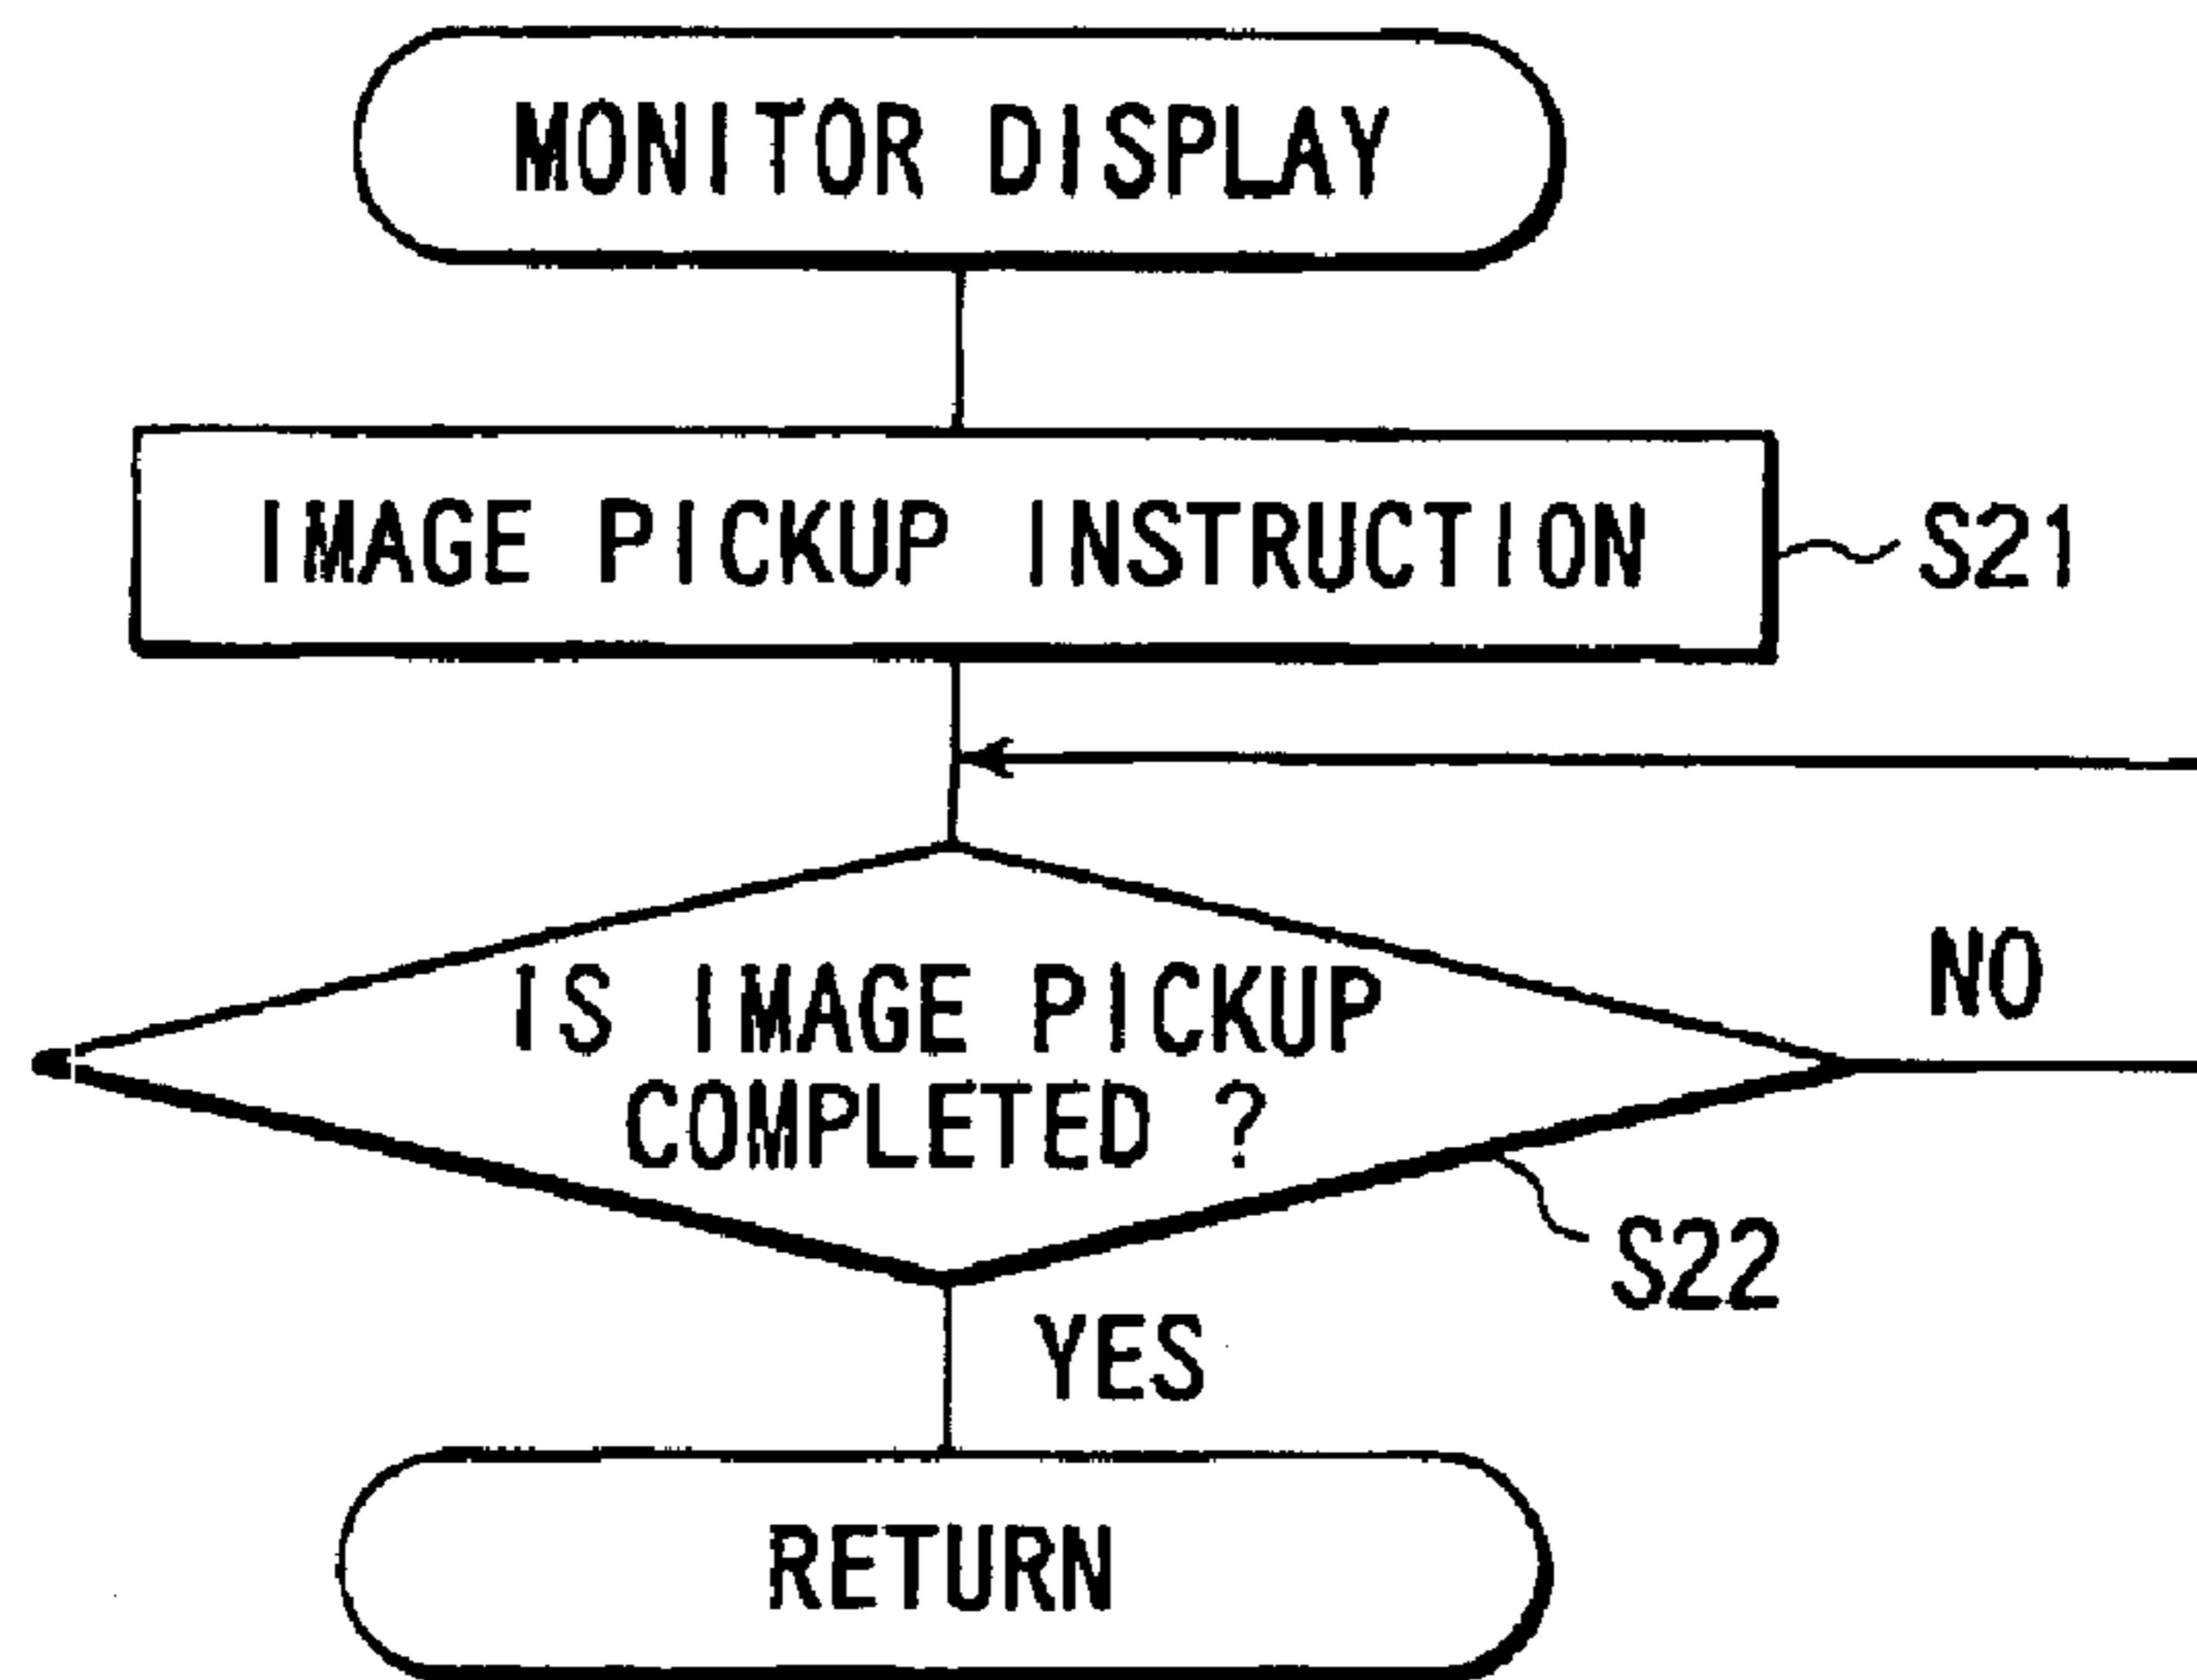 MONITOR DISPLAY
IMAGE PICKUP INSTRUCTION
S21
NO
IS IMAGE PICKUP
COMPLETED ?
S22
YES
RETURN